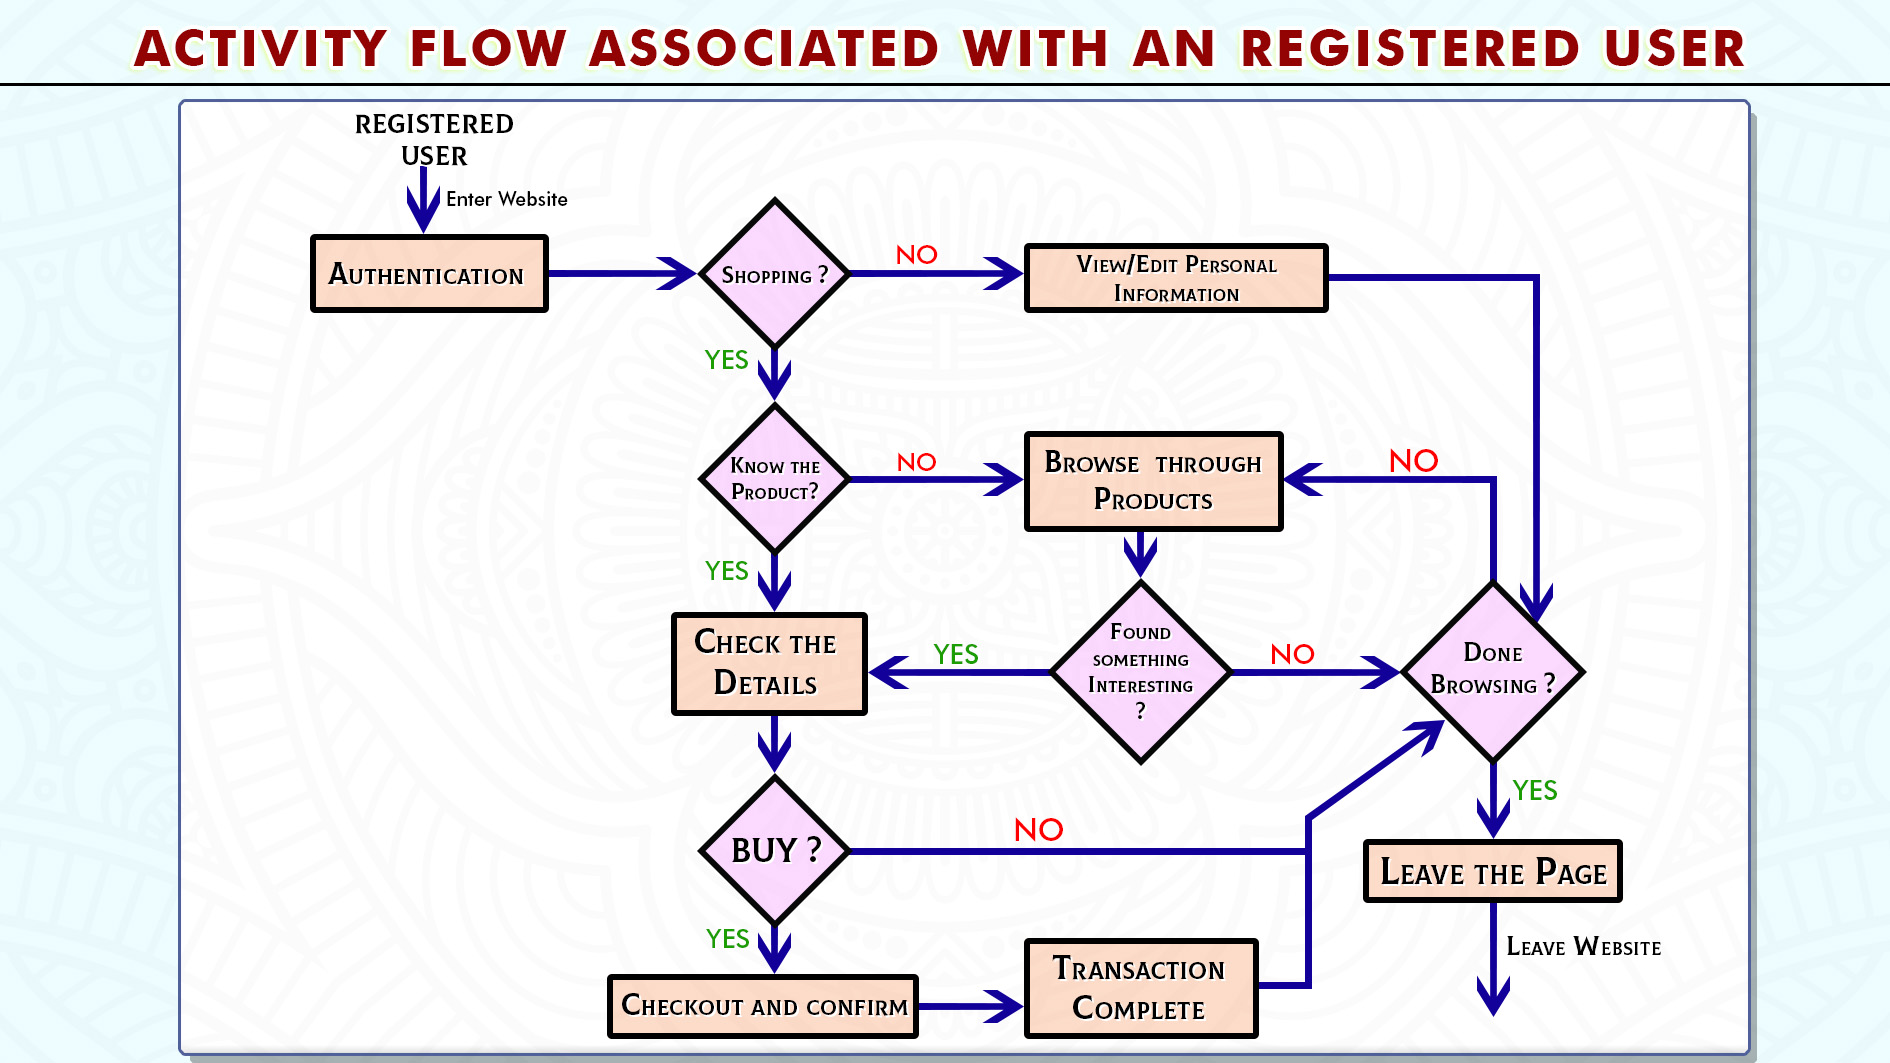 ACTIVITY FLOW ASSOCIATED WITH AN REGISTERED USER
REGISTERED
USER
Enter Website
AUTHENTICATION
SHOPPING ?
NO
VIEW/EDIT PERSONAL
INFORMATION
YES
KNOW THE
PRODUCT?
NO
BROWSE THROUGH
PRODUCTS
NO
YES
CHECK THE
DETAILS
YES
FOUND
SOMETHING
INTERESTING
?
NO
DONE
BROWSING ?
YES
BUY ?
NO
LEAVE THE PAGE
YES
LEAVE WEBSITE
CHECKOUT AND CONFIRM
TRANSACTION
COMPLETE